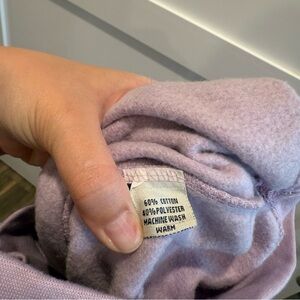 60% COTTON
40% POLYESTER
MACHINE WASH
WARM